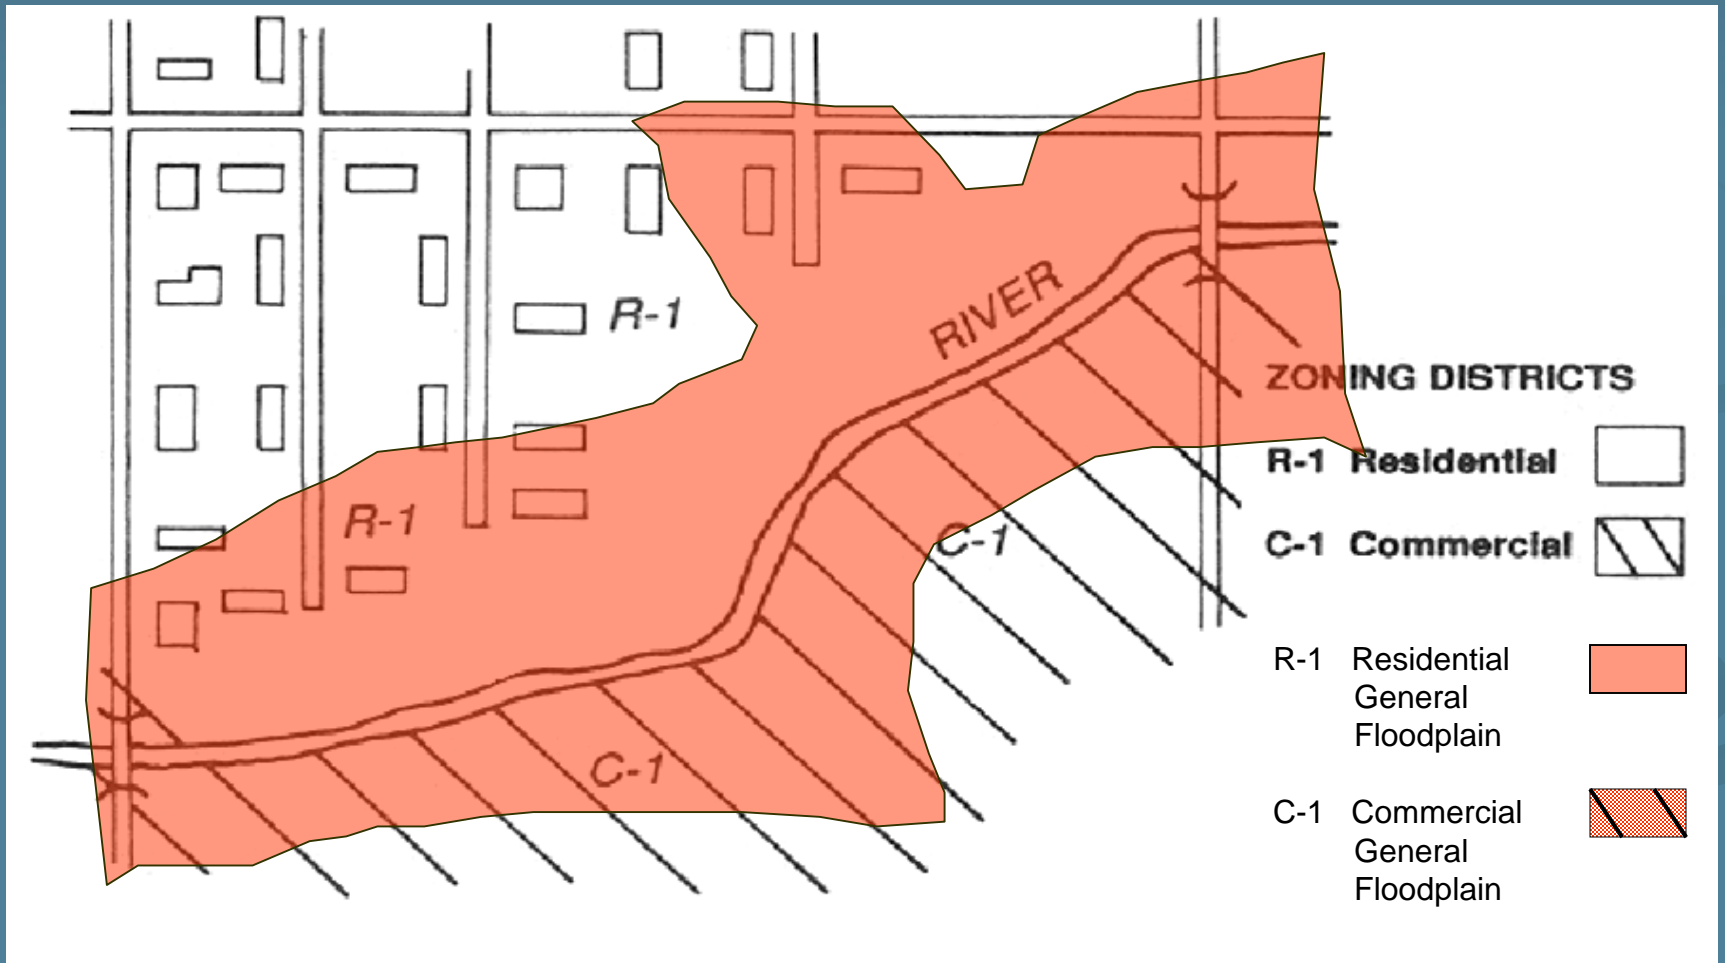 R-1
RIVER
R-1
C-1
C-1
ZONING DISTRICTS
R-1 Residential
C-1 Commercial
R-1 Residential
General
Floodplain
C-1 Commercial
General
Floodplain